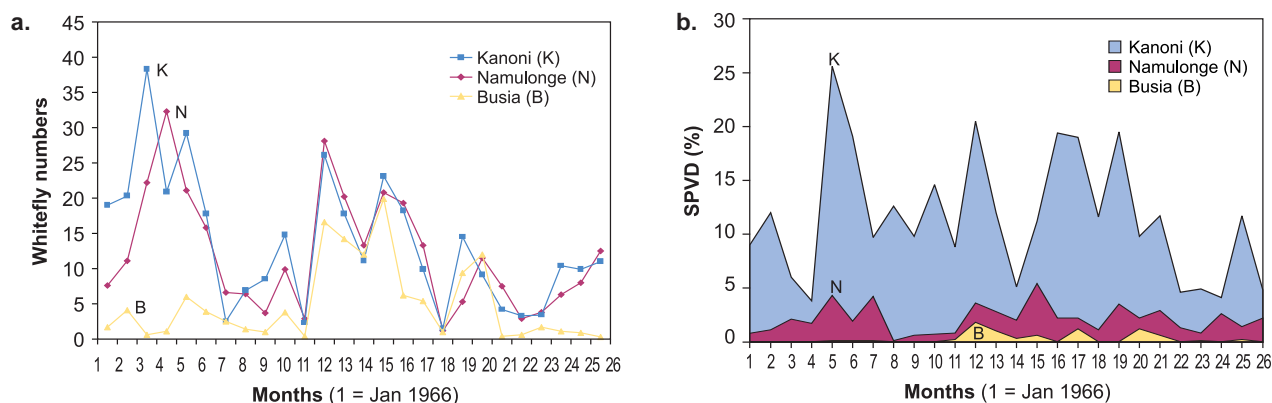 a.
Whitefly numbers
45
40
35
30
25
20
15
10
5
0
K
N
B
Kanoni (K)
Namulonge (N)
Busia (B)
1 2 3 4 5 6 7 8 9 10 11 12 13 14 15 16 17 18 19 20 21 22 23 24 25 26
Months (1 = Jan 1966)
b.
SPVD (%)
30
25
20
15
10
5
0
K
N
B
Kanoni (K)
Namulonge (N)
Busia (B)
1 2 3 4 5 6 7 8 9 10 11 12 13 14 15 16 17 18 19 20 21 22 23 24 25 26
Months (1 = Jan 1966)